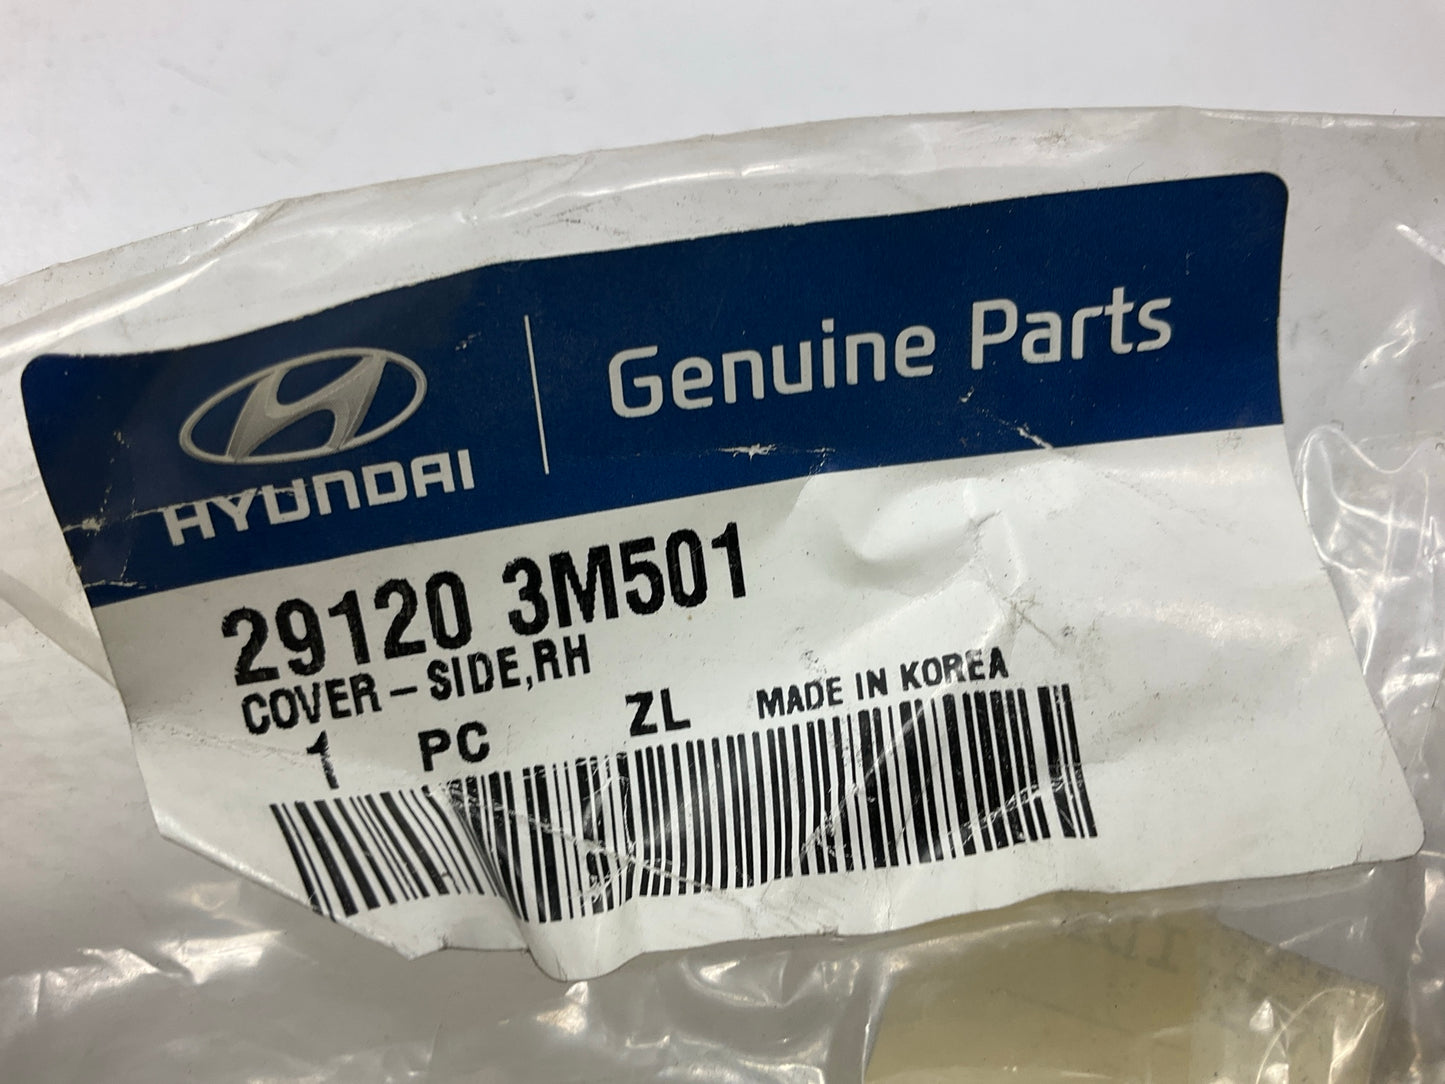 HYUNDAI
Genuine Parts
29120 3M501
COVER-SIDE,RH
1 PC ZL MADE IN KOREA